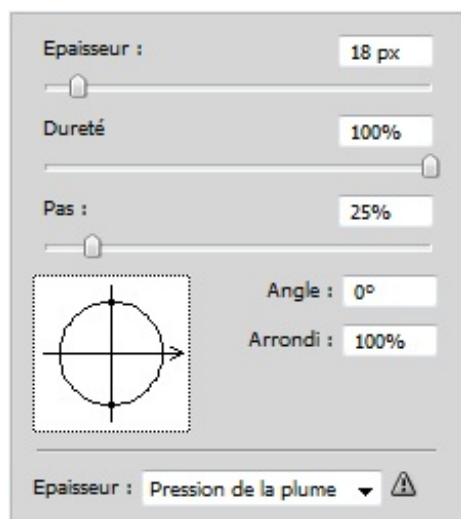 Epaisseur : 18 px
Dureté 100%
Pas : 25%
Angle : 0°
Arrondi : 100%
Epaisseur : Pression de la plume